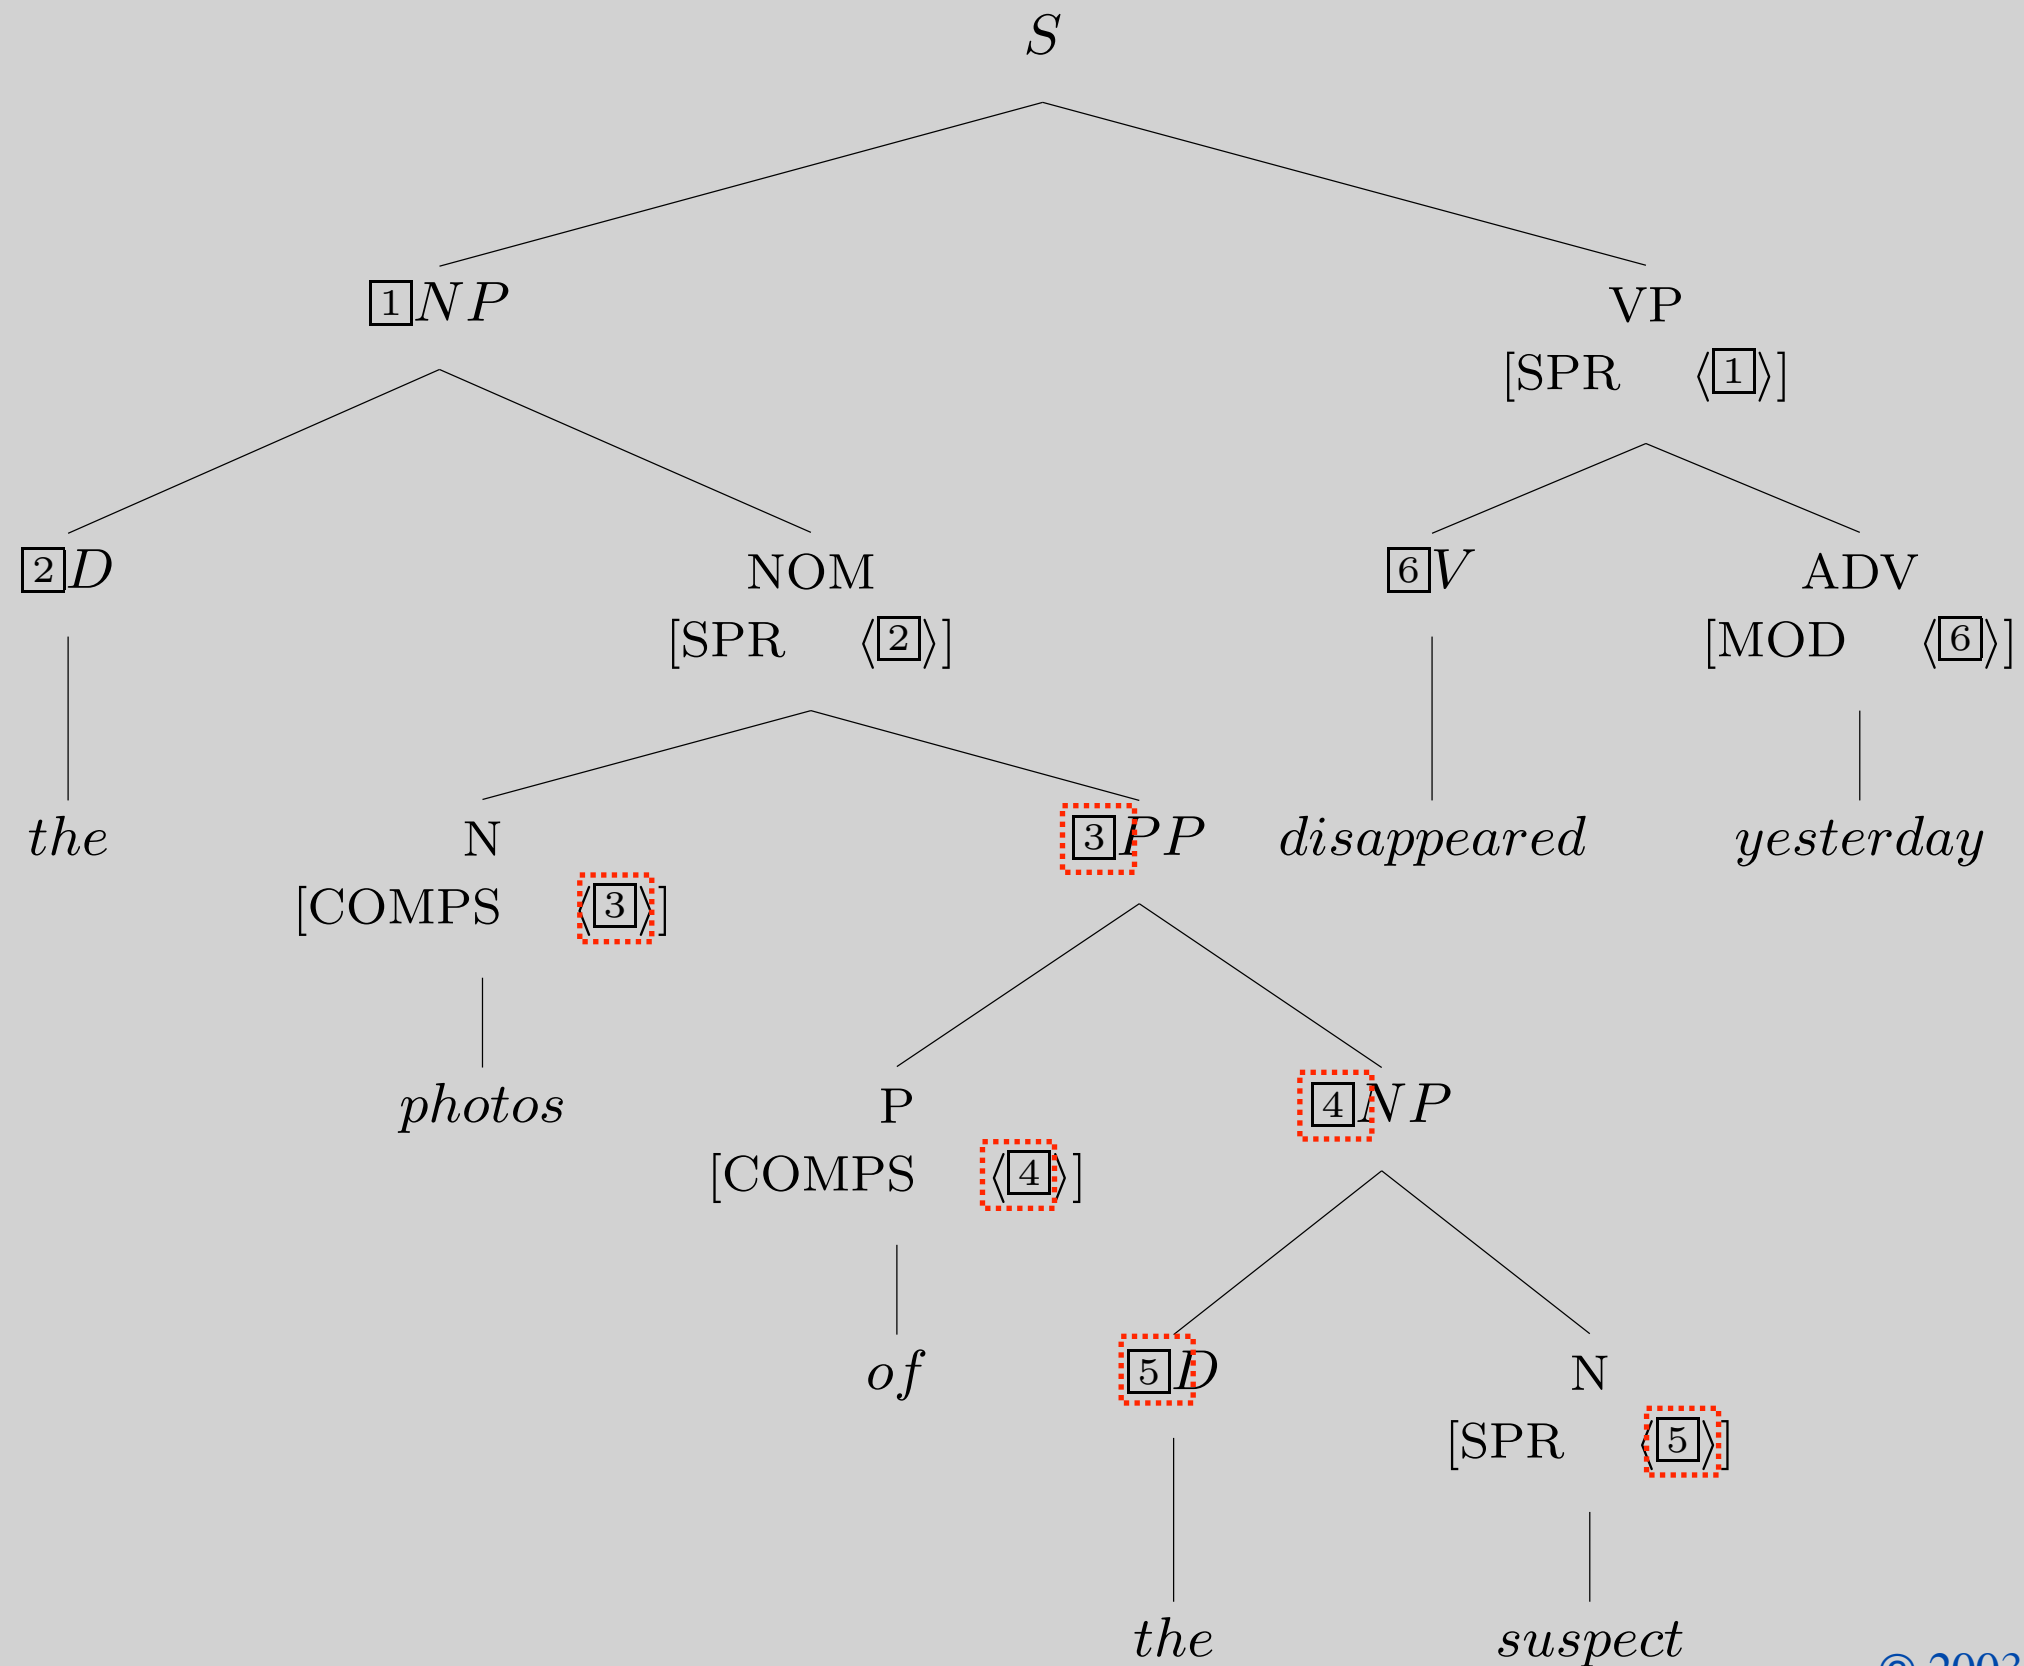 S
1 NP VP
[SPR ⟨1⟩]
2 D NOM 6 V ADV
[SPR ⟨2⟩] [MOD ⟨6⟩]
the N 3 PP disappeared yesterday
[COMPS ⟨3⟩]
photos P 4 NP
[COMPS ⟨4⟩]
of 5 D N
[SPR ⟨5⟩]
the suspect
© 2003